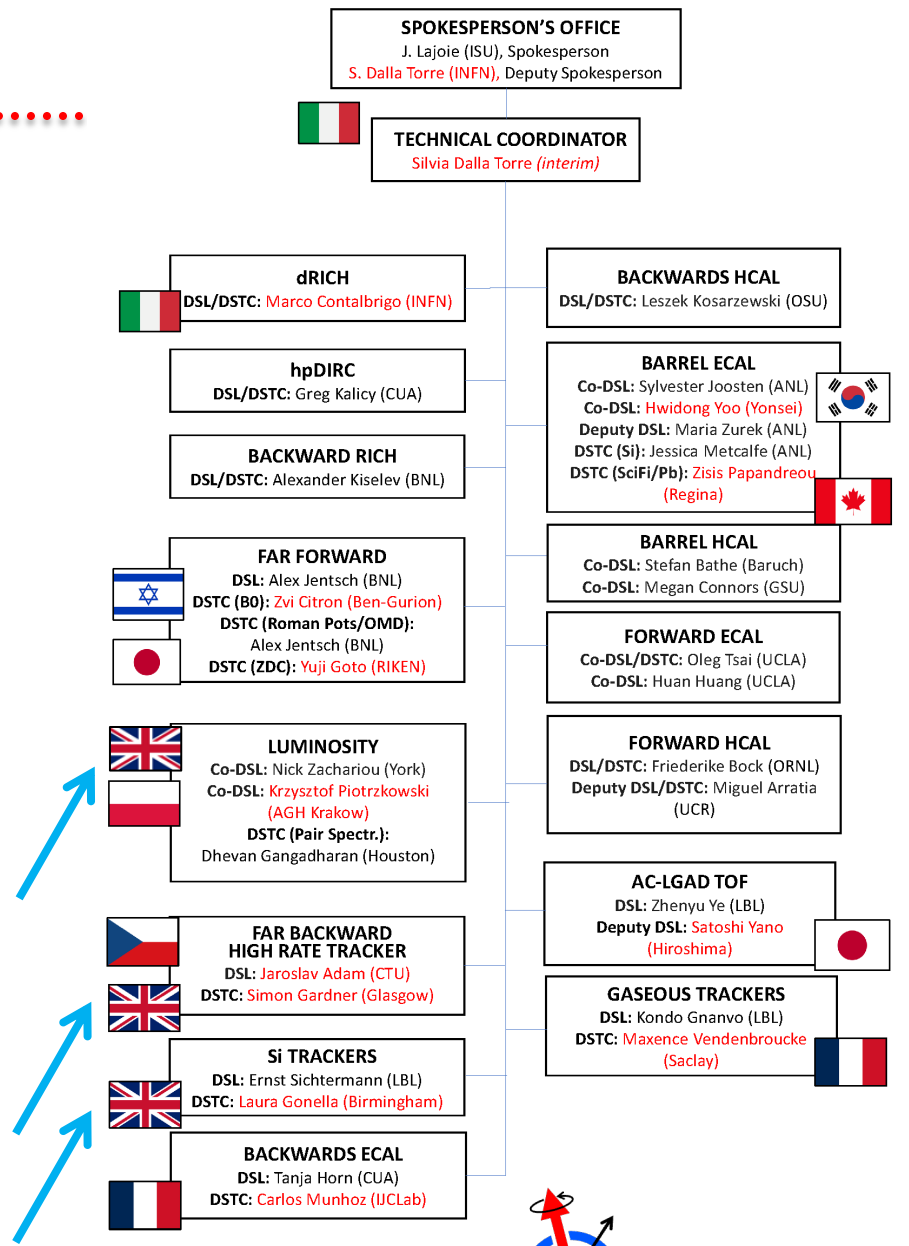 SPOKESPERSON'S OFFICE
J. Lajoie (ISU), Spokesperson
S. Dalla Torre (INFN), Deputy Spokesperson
TECHNICAL COORDINATOR
Silvia Dalla Torre (interim)
dRICH
DSL/DSTC: Marco Contalbrigo (INFN)
hpDIRC
DSL/DSTC: Greg Kalicy (CUA)
BACKWARD RICH
DSL/DSTC: Alexander Kiselev (BNL)
FAR FORWARD
DSL: Alex Jentsch (BNL)
DSTC (B0): Zvi Citron (Ben-Gurion)
DSTC (Roman Pots/OMD):
Alex Jentsch (BNL)
DSTC (ZDC): Yuji Goto (RIKEN)
LUMINOSITY
Co-DSL: Nick Zachariou (York)
Co-DSL: Krzysztof Piotrzkowski
(AGH Krakow)
DSTC (Pair Spectr.):
Dhevan Gangadharan (Houston)
FAR BACKWARD
HIGH RATE TRACKER
DSL: Jaroslav Adam (CTU)
DSTC: Simon Gardner (Glasgow)
Si TRACKERS
DSL: Ernst Sichtermann (LBL)
DSTC: Laura Gonella (Birmingham)
BACKWARDS ECAL
DSL: Tanja Horn (CUA)
DSTC: Carlos Munhoz (IJCLab)
BACKWARDS HCAL
DSL/DSTC: Leszek Kosarzewski (OSU)
BARREL ECAL
Co-DSL: Sylvester Joosten (ANL)
Co-DSL: Hwidong Yoo (Yonsei)
Deputy DSL: Maria Zurek (ANL)
DSTC (Si): Jessica Metcalfe (ANL)
DSTC (SciFi/Pb): Zisis Papandreou
(Regina)
BARREL HCAL
Co-DSL: Stefan Bathe (Baruch)
Co-DSL: Megan Connors (GSU)
FORWARD ECAL
Co-DSL/DSTC: Oleg Tsai (UCLA)
Co-DSL: Huan Huang (UCLA)
FORWARD HCAL
DSL/DSTC: Friederike Bock (ORNL)
Deputy DSL/DSTC: Miguel Arratia
(UCR)
AC-LGAD TOF
DSL: Zhenyu Ye (LBL)
Deputy DSL: Satoshi Yano
(Hiroshima)
GASEOUS TRACKERS
DSL: Kondo Gnanvo (LBL)
DSTC: Maxence Vendenbroucke
(Saclay)